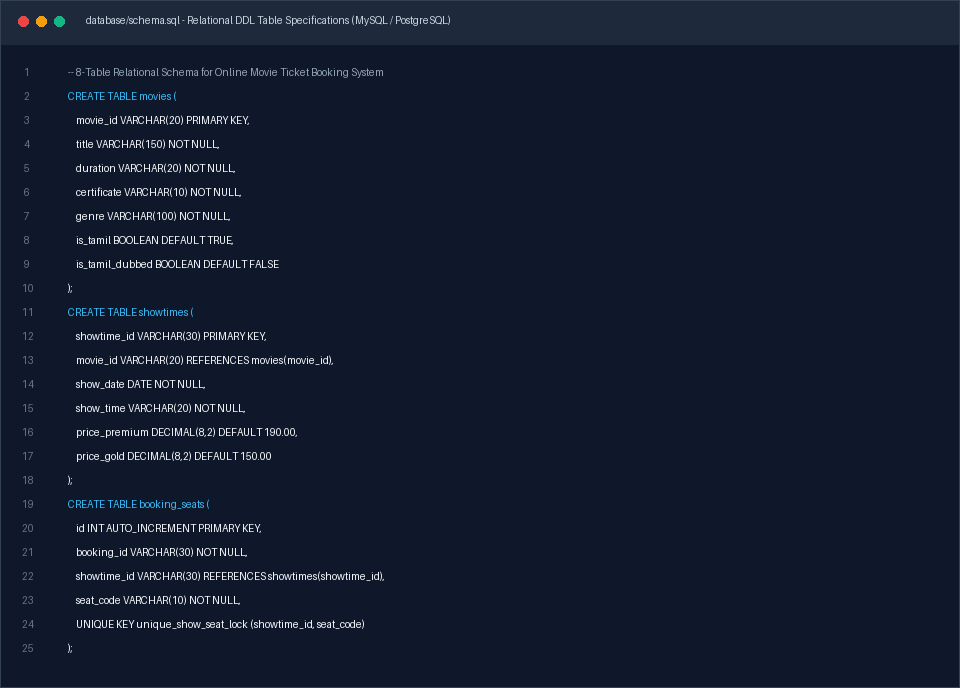 database/schema.sql - Relational DDL Table Specifications (MySQL / PostgreSQL)
1 -- 8-Table Relational Schema for Online Movie Ticket Booking System
2 CREATE TABLE movies (
3 movie_id VARCHAR(20) PRIMARY KEY,
4 title VARCHAR(150) NOT NULL,
5 duration VARCHAR(20) NOT NULL,
6 certificate VARCHAR(10) NOT NULL,
7 genre VARCHAR(100) NOT NULL,
8 is_tamil BOOLEAN DEFAULT TRUE,
9 is_tamil_dubbed BOOLEAN DEFAULT FALSE
10 );
11 CREATE TABLE showtimes (
12 showtime_id VARCHAR(30) PRIMARY KEY,
13 movie_id VARCHAR(20) REFERENCES movies(movie_id),
14 show_date DATE NOT NULL,
15 show_time VARCHAR(20) NOT NULL,
16 price_premium DECIMAL(8,2) DEFAULT 190.00,
17 price_gold DECIMAL(8,2) DEFAULT 150.00
18 );
19 CREATE TABLE booking_seats (
20 id INT AUTO_INCREMENT PRIMARY KEY,
21 booking_id VARCHAR(30) NOT NULL,
22 showtime_id VARCHAR(30) REFERENCES showtimes(showtime_id),
23 seat_code VARCHAR(10) NOT NULL,
24 UNIQUE KEY unique_show_seat_lock (showtime_id, seat_code)
25 );